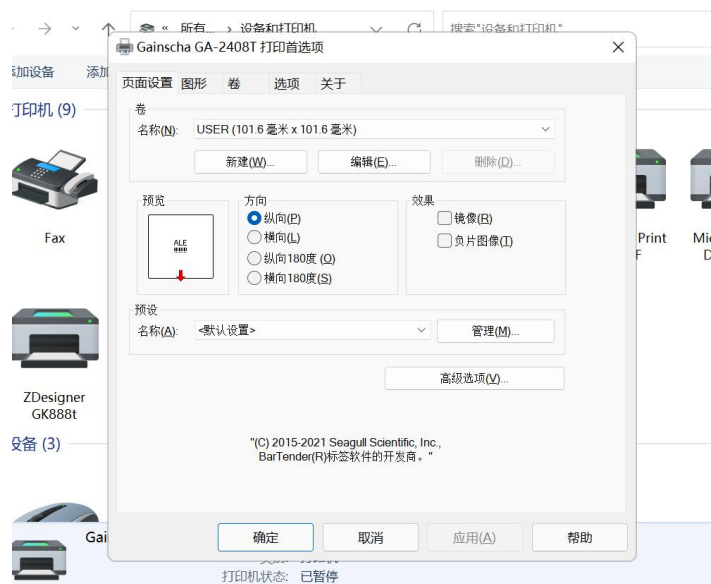 « 所有... › 设备和打印机
搜索"设备和打印机"
Gainscha GA-2408T 打印首选项
添加设备
页面设置 图形 卷 选项 关于
打印机 (9)
卷
名称(N): USER (101.6 毫米 x 101.6 毫米)
新建(W)... 编辑(E)... 删除(D)...
预览
ALE
方向
纵向(P)
横向(L)
纵向180度 (O)
横向180度(S)
效果
镜像(R)
负片图像(T)
Fax
Print
预设
名称(A): <默认设置>
管理(M)...
高级选项(V)...
ZDesigner
GK888t
设备 (3)
"(C) 2015-2021 Seagull Scientific, Inc.,
BarTender(R)标签软件的开发商。"
Gai
确定 取消 应用(A) 帮助
打印机状态: 已暂停